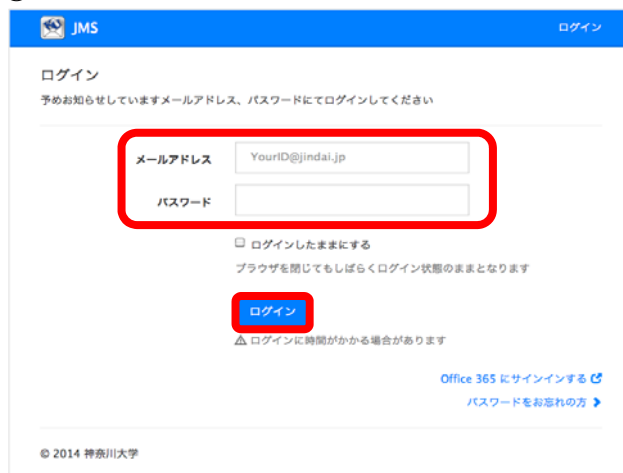 JMS ログイン
ログイン
予めお知らせしていますメールアドレス、パスワードにてログインしてください
メールアドレス YourID@jindai.jp
パスワード
ログインしたままにする
ブラウザを閉じてもしばらくログイン状態のままとなります
ログイン
ログインに時間がかかる場合があります
Office 365 にサインインする
パスワードをお忘れの方
© 2014 神奈川大学